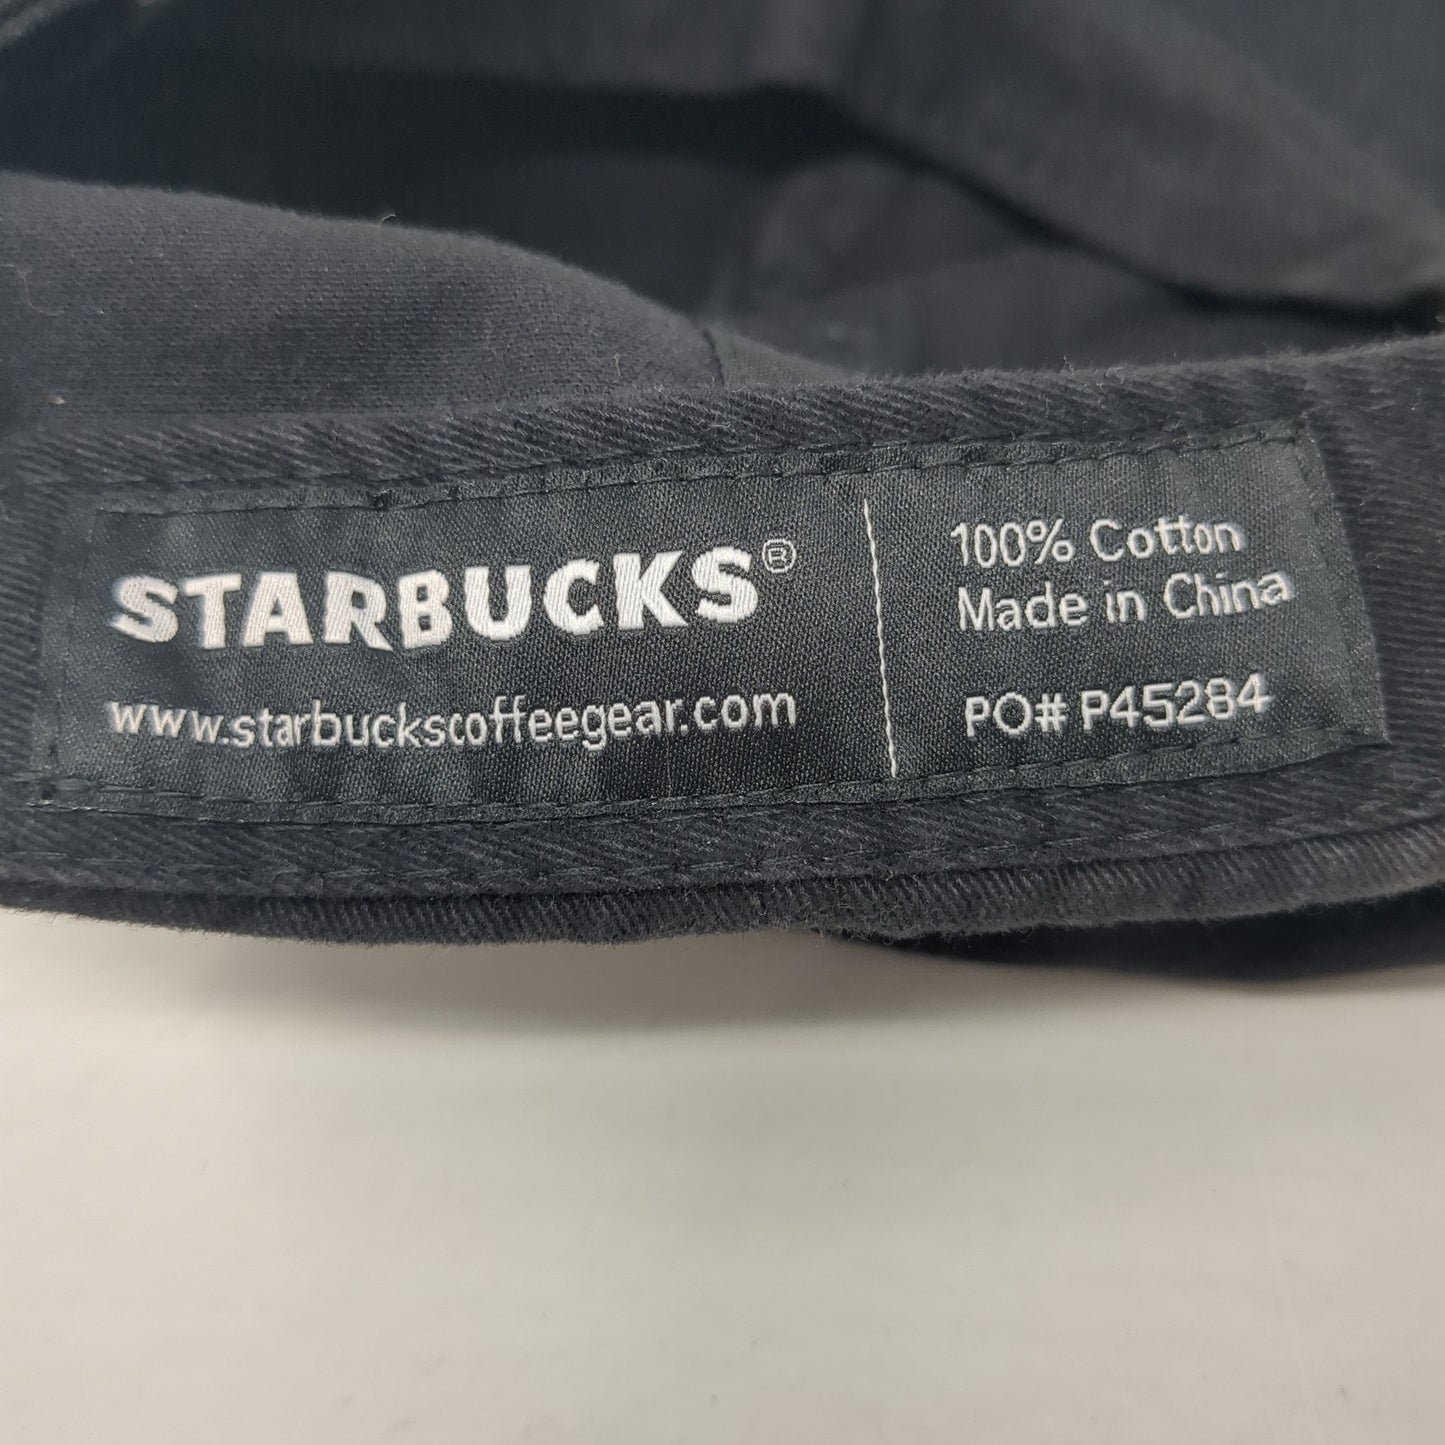 STARBUCKS®
www.starbuckscoffeegear.com
100% Cotton
Made in China
PO# P45284